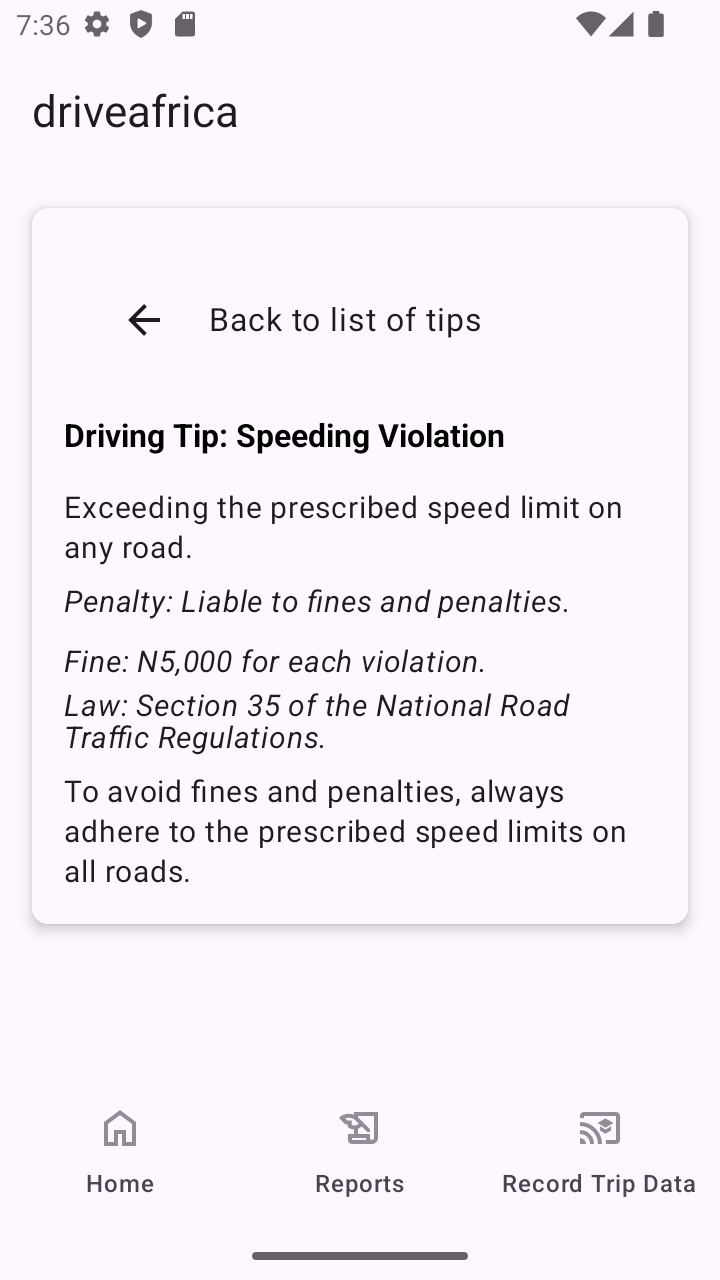 7:36
driveafrica
Back to list of tips
Driving Tip: Speeding Violation
Exceeding the prescribed speed limit on
any road.
Penalty: Liable to fines and penalties.
Fine: N5,000 for each violation.
Law: Section 35 of the National Road
Traffic Regulations.
To avoid fines and penalties, always
adhere to the prescribed speed limits on
all roads.
Home
Reports
Record Trip Data